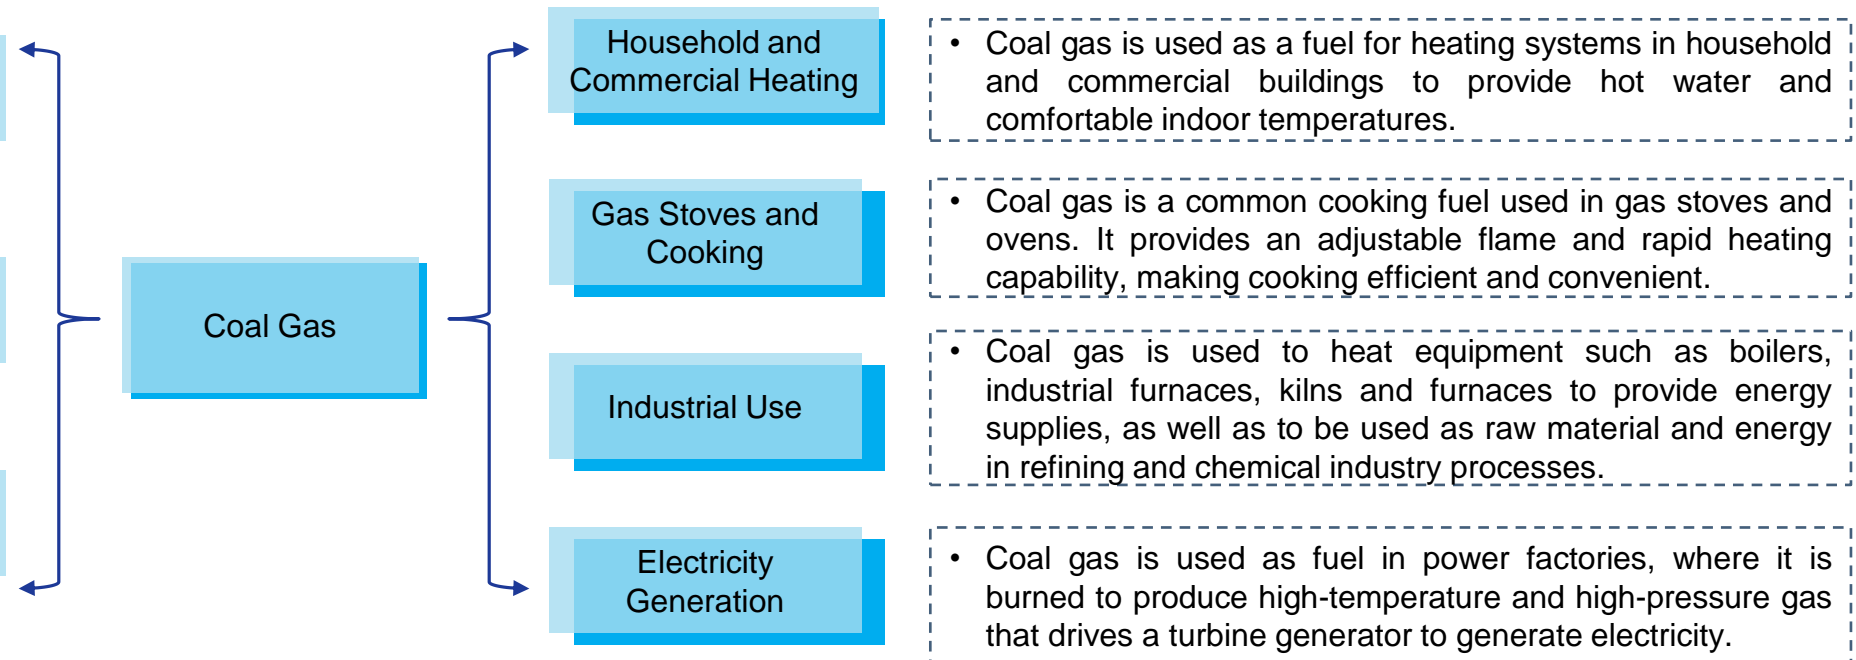 Coal Gas
Household and
Commercial Heating
• Coal gas is used as a fuel for heating systems in household
and commercial buildings to provide hot water and
comfortable indoor temperatures.
Gas Stoves and
Cooking
• Coal gas is a common cooking fuel used in gas stoves and
ovens. It provides an adjustable flame and rapid heating
capability, making cooking efficient and convenient.
Industrial Use
• Coal gas is used to heat equipment such as boilers,
industrial furnaces, kilns and furnaces to provide energy
supplies, as well as to be used as raw material and energy
in refining and chemical industry processes.
Electricity
Generation
• Coal gas is used as fuel in power factories, where it is
burned to produce high-temperature and high-pressure gas
that drives a turbine generator to generate electricity.